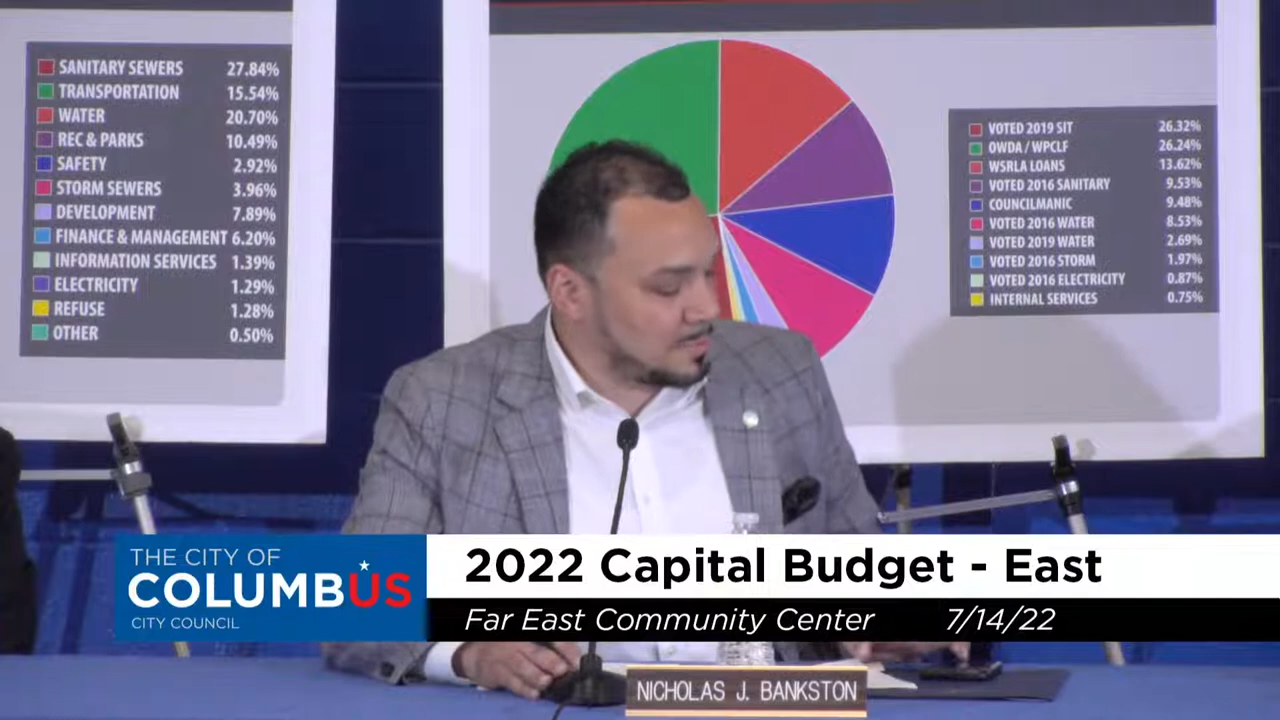 SANITARY SEWERS 27.84%
TRANSPORTATION 15.54%
WATER 20.70%
REC & PARKS 10.49%
SAFETY 2.92%
STORM SEWERS 3.96%
DEVELOPMENT 7.89%
FINANCE & MANAGEMENT 6.20%
INFORMATION SERVICES 1.39%
ELECTRICITY 1.29%
REFUSE 1.28%
OTHER 0.50%
VOTED 2019 SIT 26.32%
OWDA / WPCLF 26.24%
WSRLA LOANS 13.62%
VOTED 2016 SANITARY 9.53%
COUNCILMANIC 9.48%
VOTED 2016 WATER 8.53%
VOTED 2019 WATER 2.69%
VOTED 2016 STORM 1.97%
VOTED 2016 ELECTRICITY 0.87%
INTERNAL SERVICES 0.75%
THE CITY OF
COLUMBUS
CITY COUNCIL
2022 Capital Budget - East
Far East Community Center 7/14/22
NICHOLAS J. BANKSTON